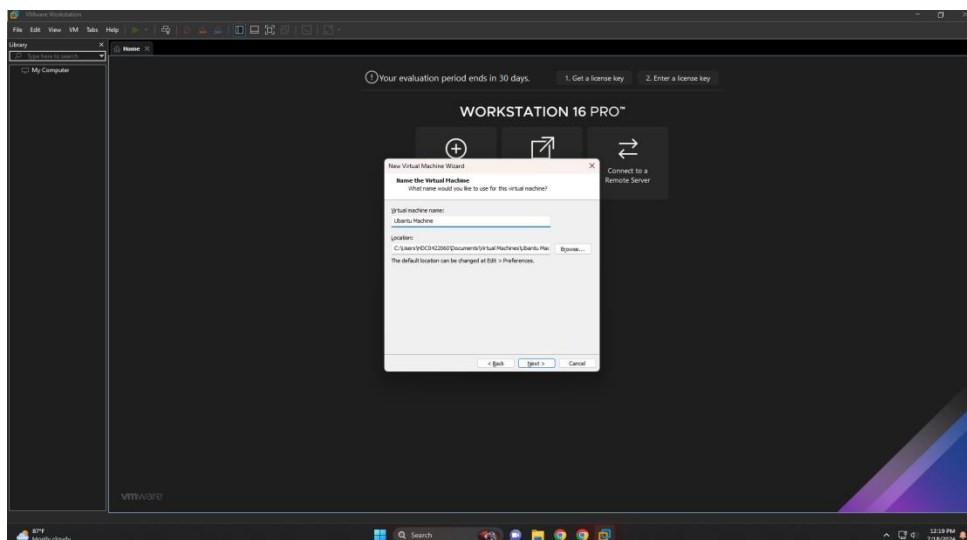 VMware Workstation
File Edit View VM Tabs Help
Library
Type here to search
My Computer
Home
Your evaluation period ends in 30 days.
1. Get a license key
2. Enter a license key
WORKSTATION 16 PRO™
Connect to a
Remote Server
New Virtual Machine Wizard
Name the Virtual Machine
What name would you like to use for this virtual machine?
Virtual machine name:
Ubantu Machine
Location:
Browse...
The default location can be changed at Edit > Preferences.
< Back
Next >
Cancel
vmware
87°F
Mostly cloudy
Search
12:19 PM